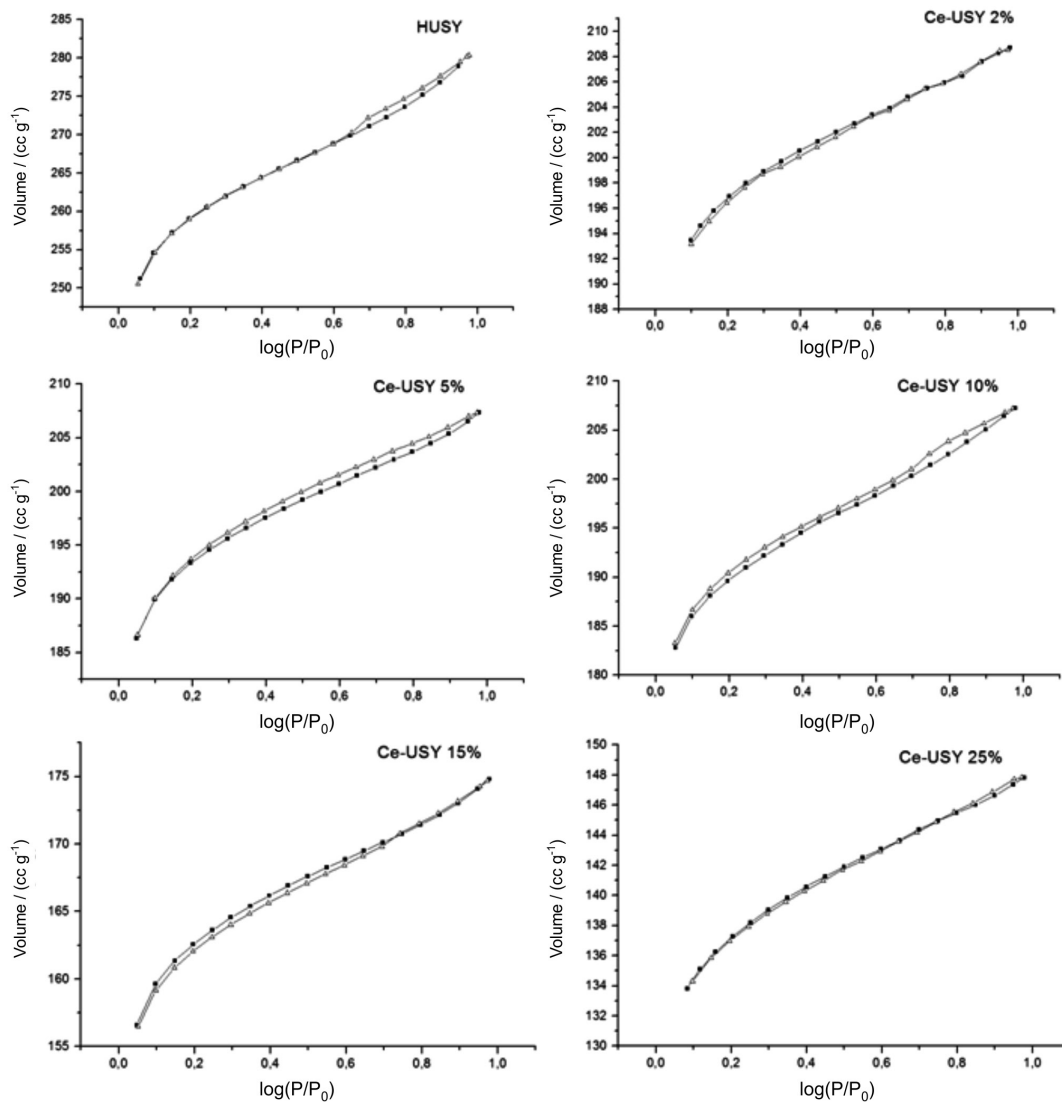 HUSY
Volume / (cc g⁻¹)
285
280
275
270
265
260
255
250
0,0 0,2 0,4 0,6 0,8 1,0
log(P/P₀)
Ce-USY 2%
Volume / (cc g⁻¹)
210
208
206
204
202
200
198
196
194
192
190
188
0,0 0,2 0,4 0,6 0,8 1,0
log(P/P₀)
Ce-USY 5%
Volume / (cc g⁻¹)
210
205
200
195
190
185
0,0 0,2 0,4 0,6 0,8 1,0
log(P/P₀)
Ce-USY 10%
Volume / (cc g⁻¹)
210
205
200
195
190
185
180
0,0 0,2 0,4 0,6 0,8 1,0
log(P/P₀)
Ce-USY 15%
Volume / (cc g⁻¹)
175
170
165
160
155
0,0 0,2 0,4 0,6 0,8 1,0
log(P/P₀)
Ce-USY 25%
Volume / (cc g⁻¹)
150
148
146
144
142
140
138
136
134
132
130
0,0 0,2 0,4 0,6 0,8 1,0
log(P/P₀)